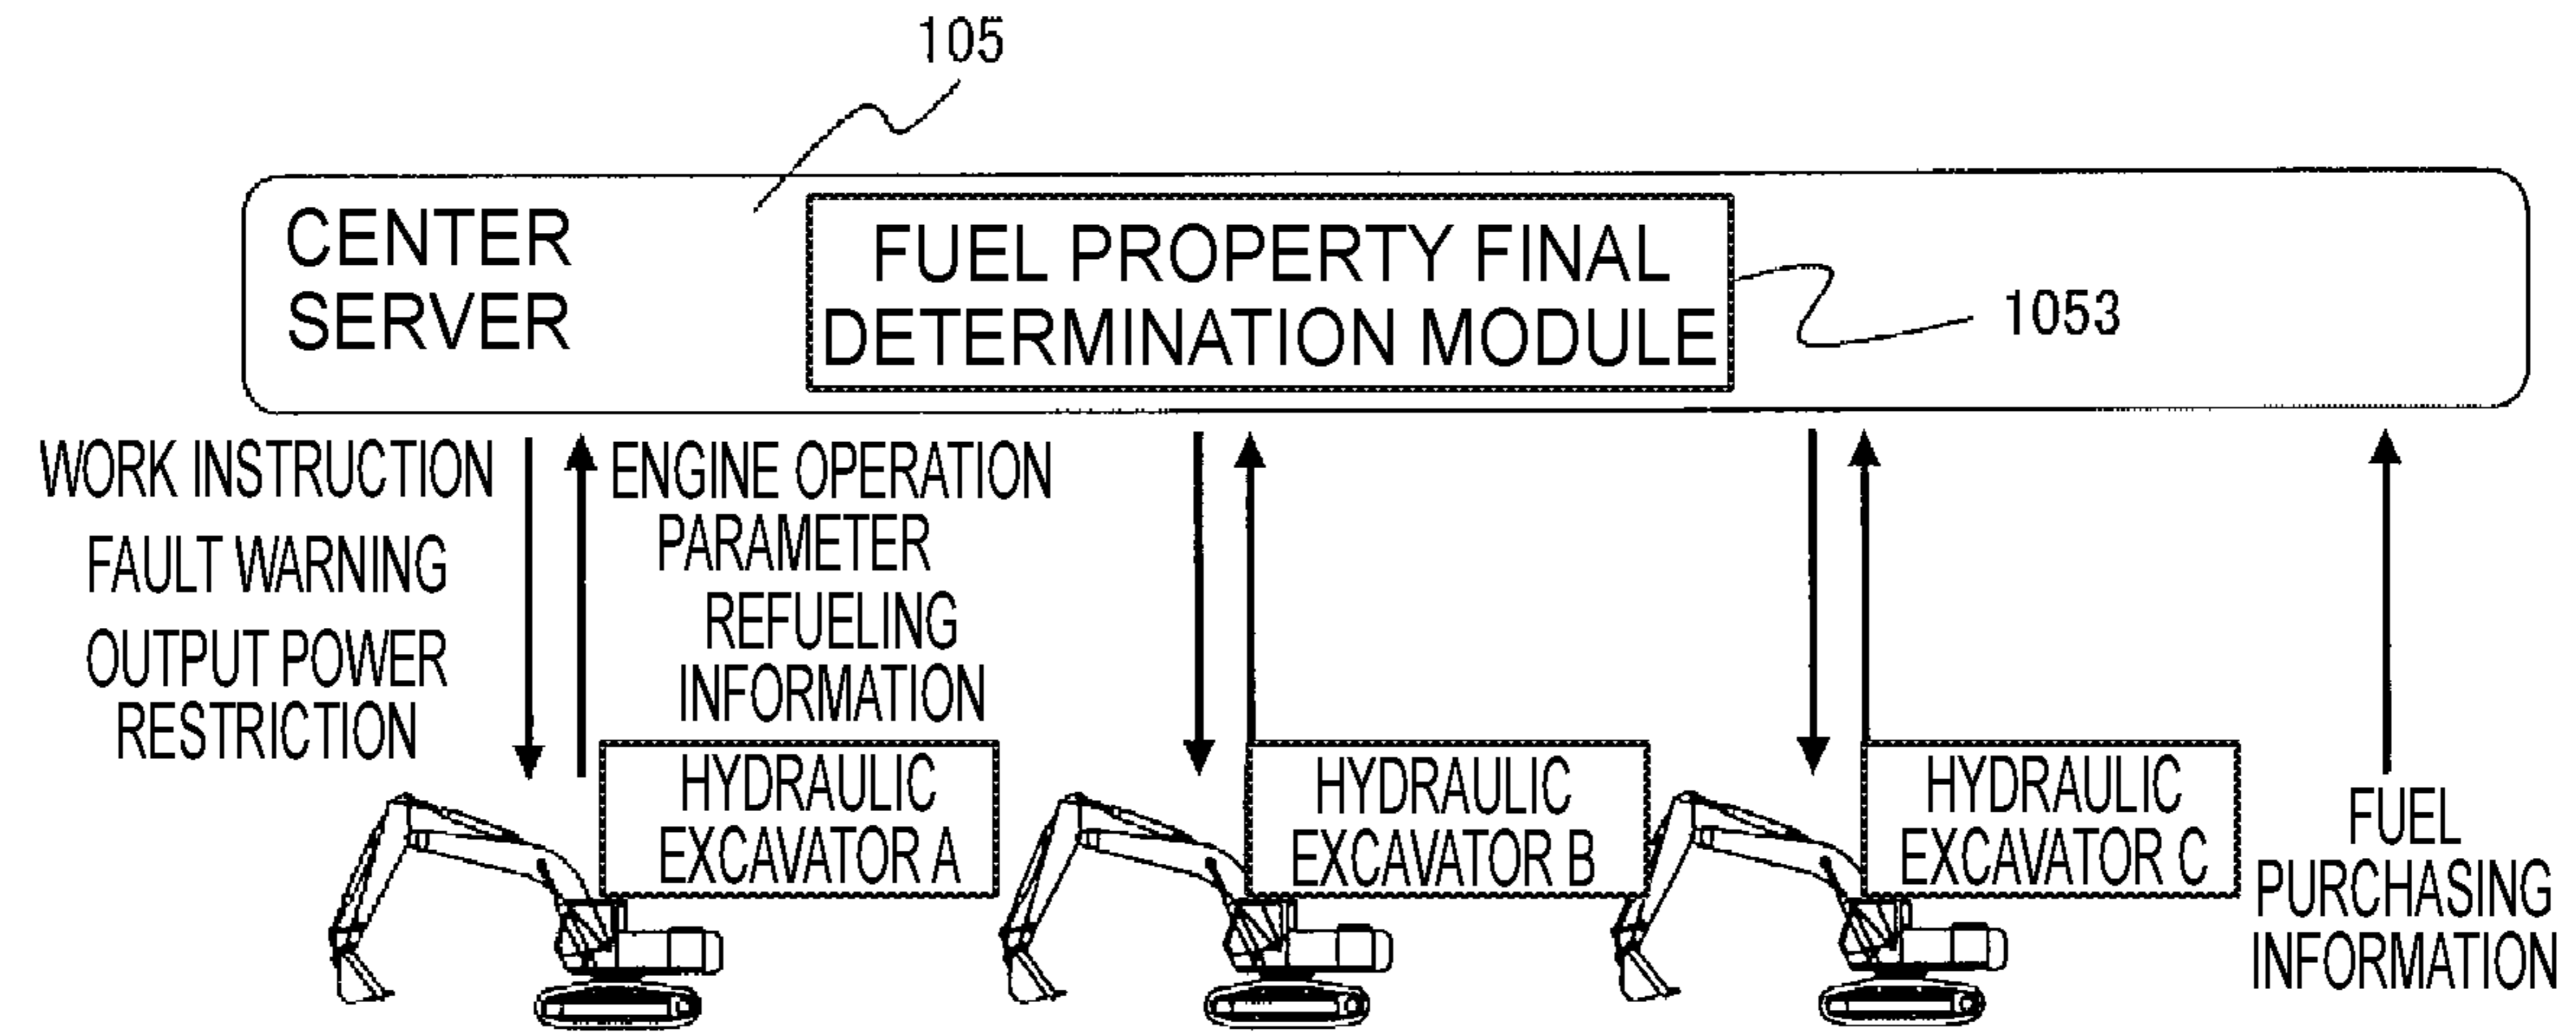 105
CENTER
SERVER
FUEL PROPERTY FINAL
DETERMINATION MODULE
1053
WORK INSTRUCTION
FAULT WARNING
OUTPUT POWER
RESTRICTION
ENGINE OPERATION
PARAMETER
REFUELING
INFORMATION
HYDRAULIC
EXCAVATOR A
HYDRAULIC
EXCAVATOR B
HYDRAULIC
EXCAVATOR C
FUEL
PURCHASING
INFORMATION